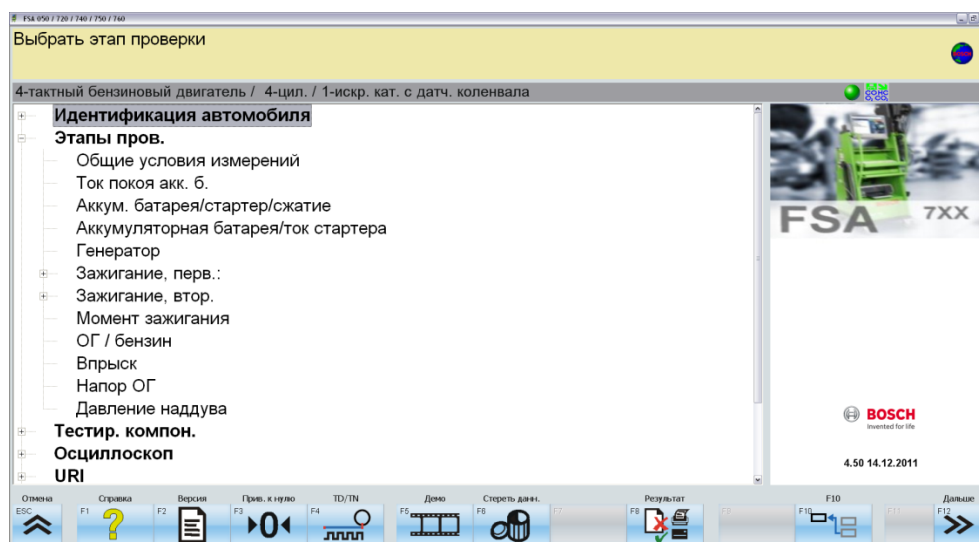 FSA 050 / 720 / 740 / 750 / 760
Выбрать этап проверки
4-тактный бензиновый двигатель / 4-цил. / 1-искр. кат. с датч. коленвала
Идентификация автомобиля
Этапы пров.
Общие условия измерений
Ток покоя акк. б.
Аккум. батарея/стартер/сжатие
Аккумуляторная батарея/ток стартера
Генератор
Зажигание, перв.:
Зажигание, втор.
Момент зажигания
ОГ / бензин
Впрыск
Напор ОГ
Давление наддува
Тестир. компон.
Осциллоскоп
URI
FSA 7XX
BOSCH
Invented for life
4.50 14.12.2011
Отмена Справка Версия Прив. к нулю TD/TN Демо Стереть данн. Результат F10 Дальше
ESC F1 F2 F3 F4 F5 F6 F7 F8 F9 F10 F11 F12